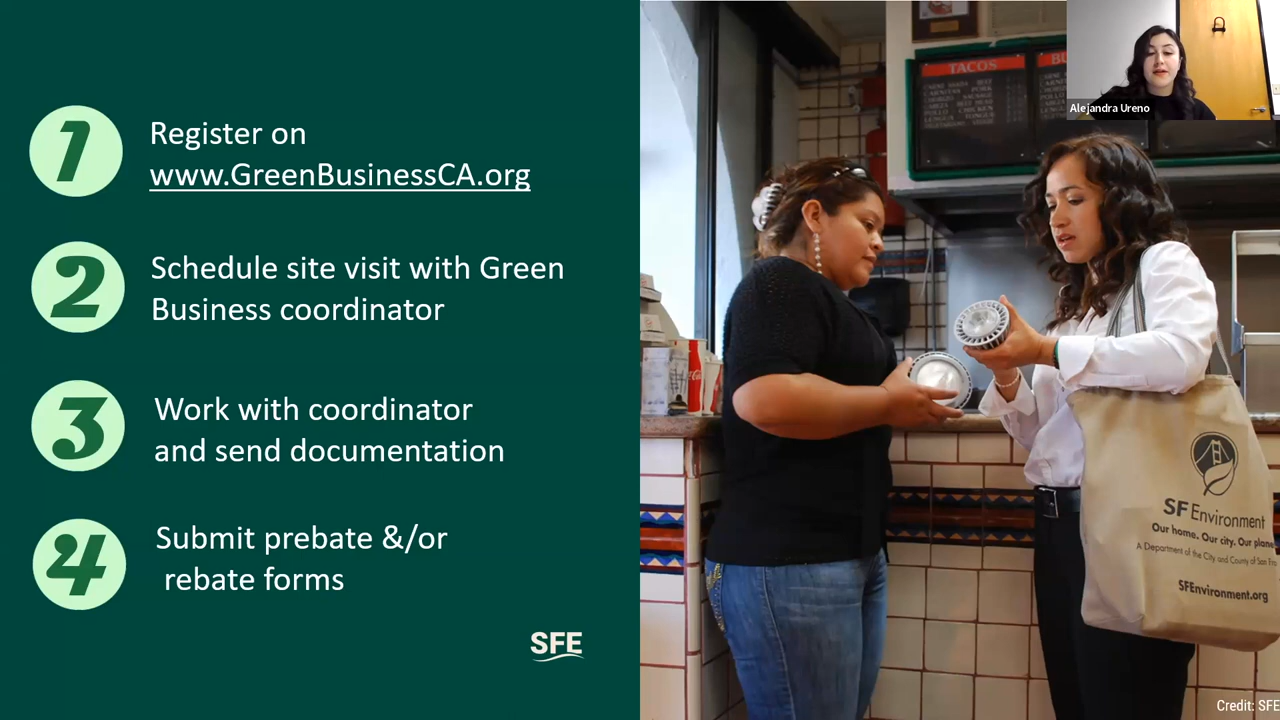 1
Register on
www.GreenBusinessCA.org
2
Schedule site visit with Green
Business coordinator
3
Work with coordinator
and send documentation
4
Submit prebate &/or
rebate forms
SFE
Alejandra Ureno
TACOS
SF Environment
Our home. Our city. Our plane
A Department of the City and County of San Fra
SFEnvironment.org
Credit: SFE